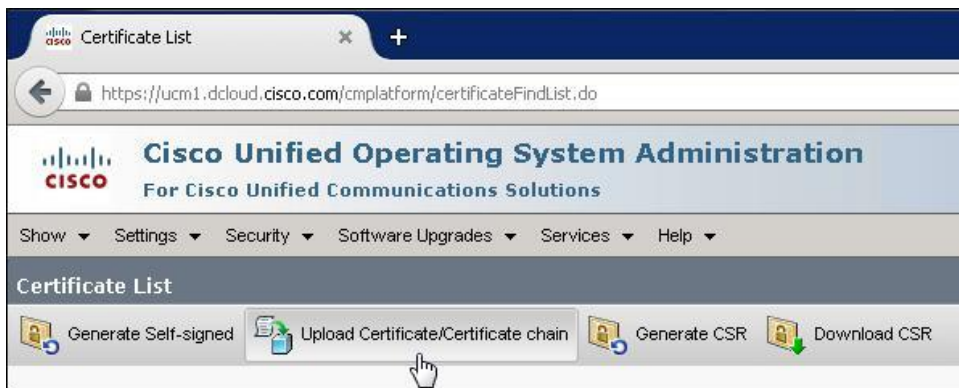 Certificate List
https://ucm1.dcloud.cisco.com/cmplatform/certificateFindList.do
CISCO
Cisco Unified Operating System Administration
For Cisco Unified Communications Solutions
Show Settings Security Software Upgrades Services Help
Certificate List
Generate Self-signed Upload Certificate/Certificate chain Generate CSR Download CSR